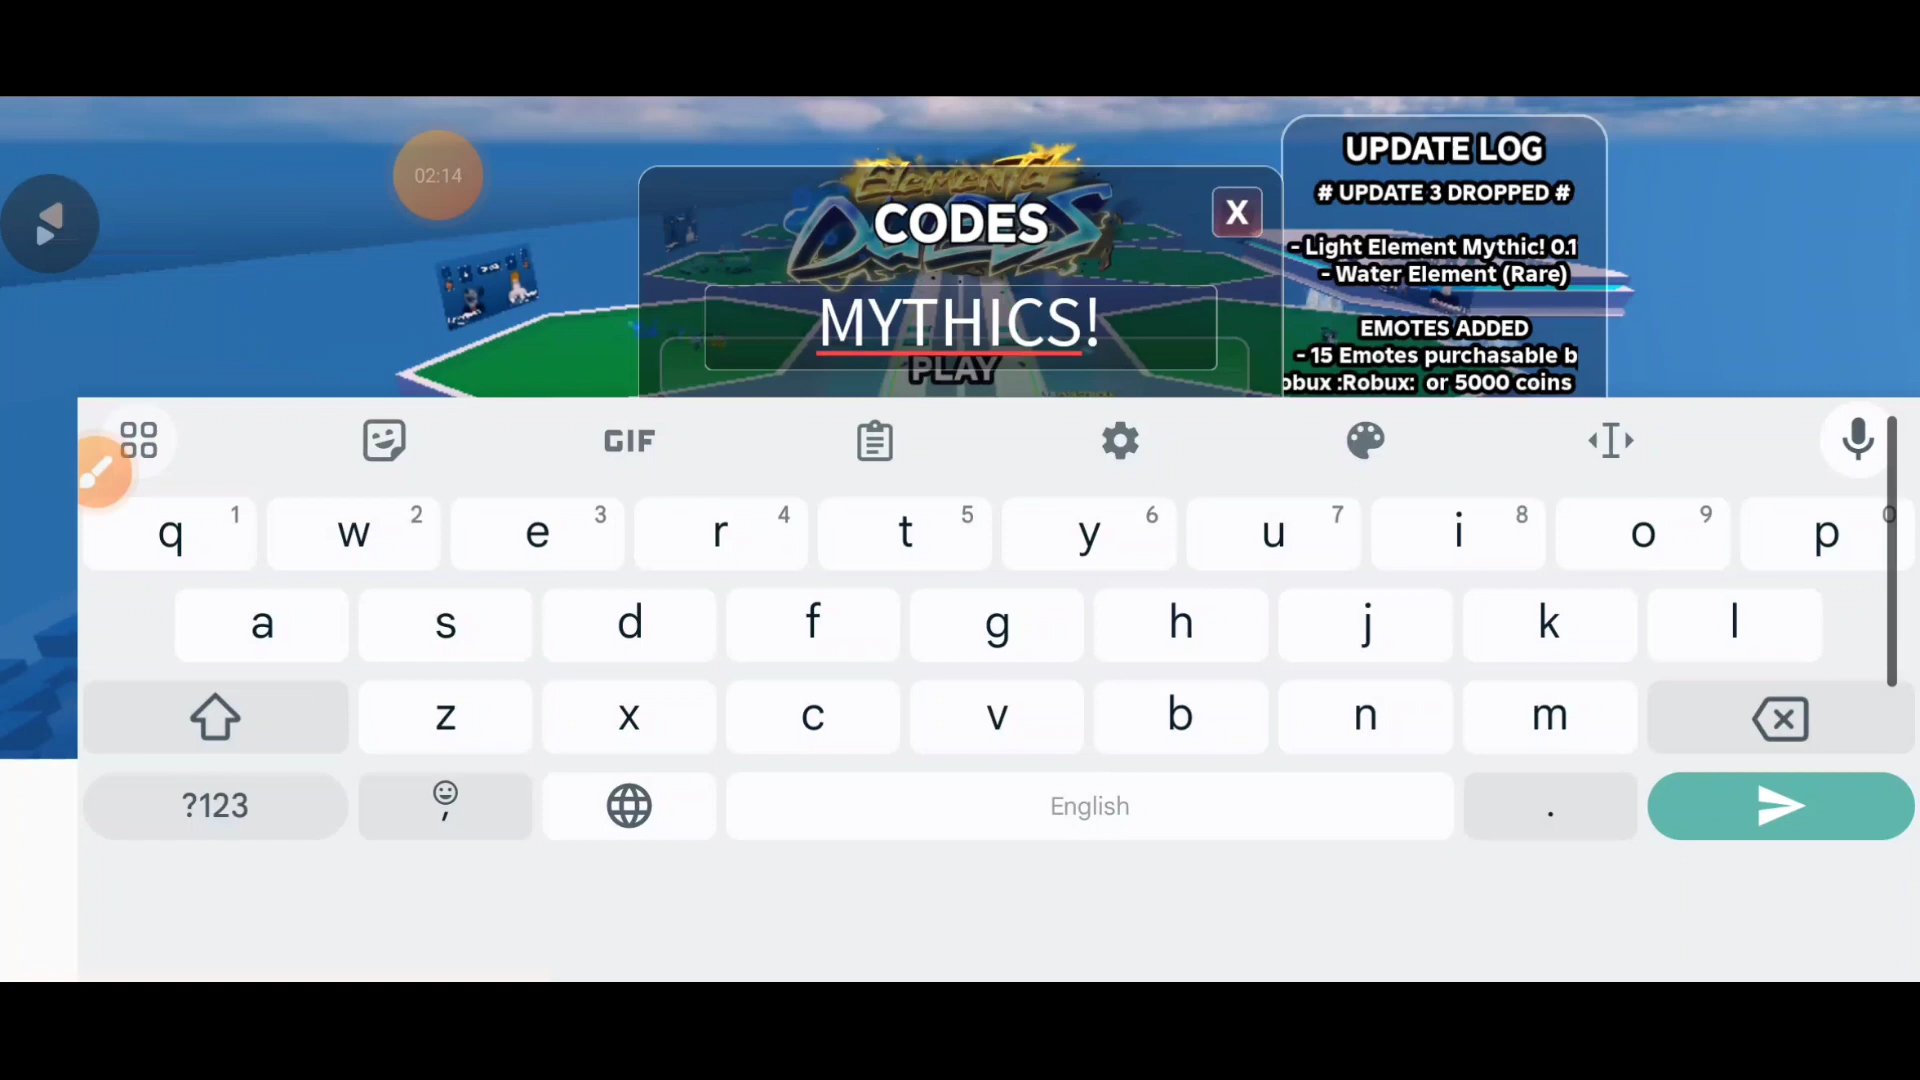 02:14
Elemental
DUELS
CODES
X
MYTHICS!
PLAY
UPDATE LOG
# UPDATE 3 DROPPED #
- Light Element Mythic! 0.1
- Water Element (Rare)
EMOTES ADDED
- 15 Emotes purchasable b
obux :Robux: or 5000 coins
GIF
q 1 w 2 e 3 r 4 t 5 y 6 u 7 i 8 o 9 p 0
a s d f g h j k l
z x c v b n m
?123 , English .